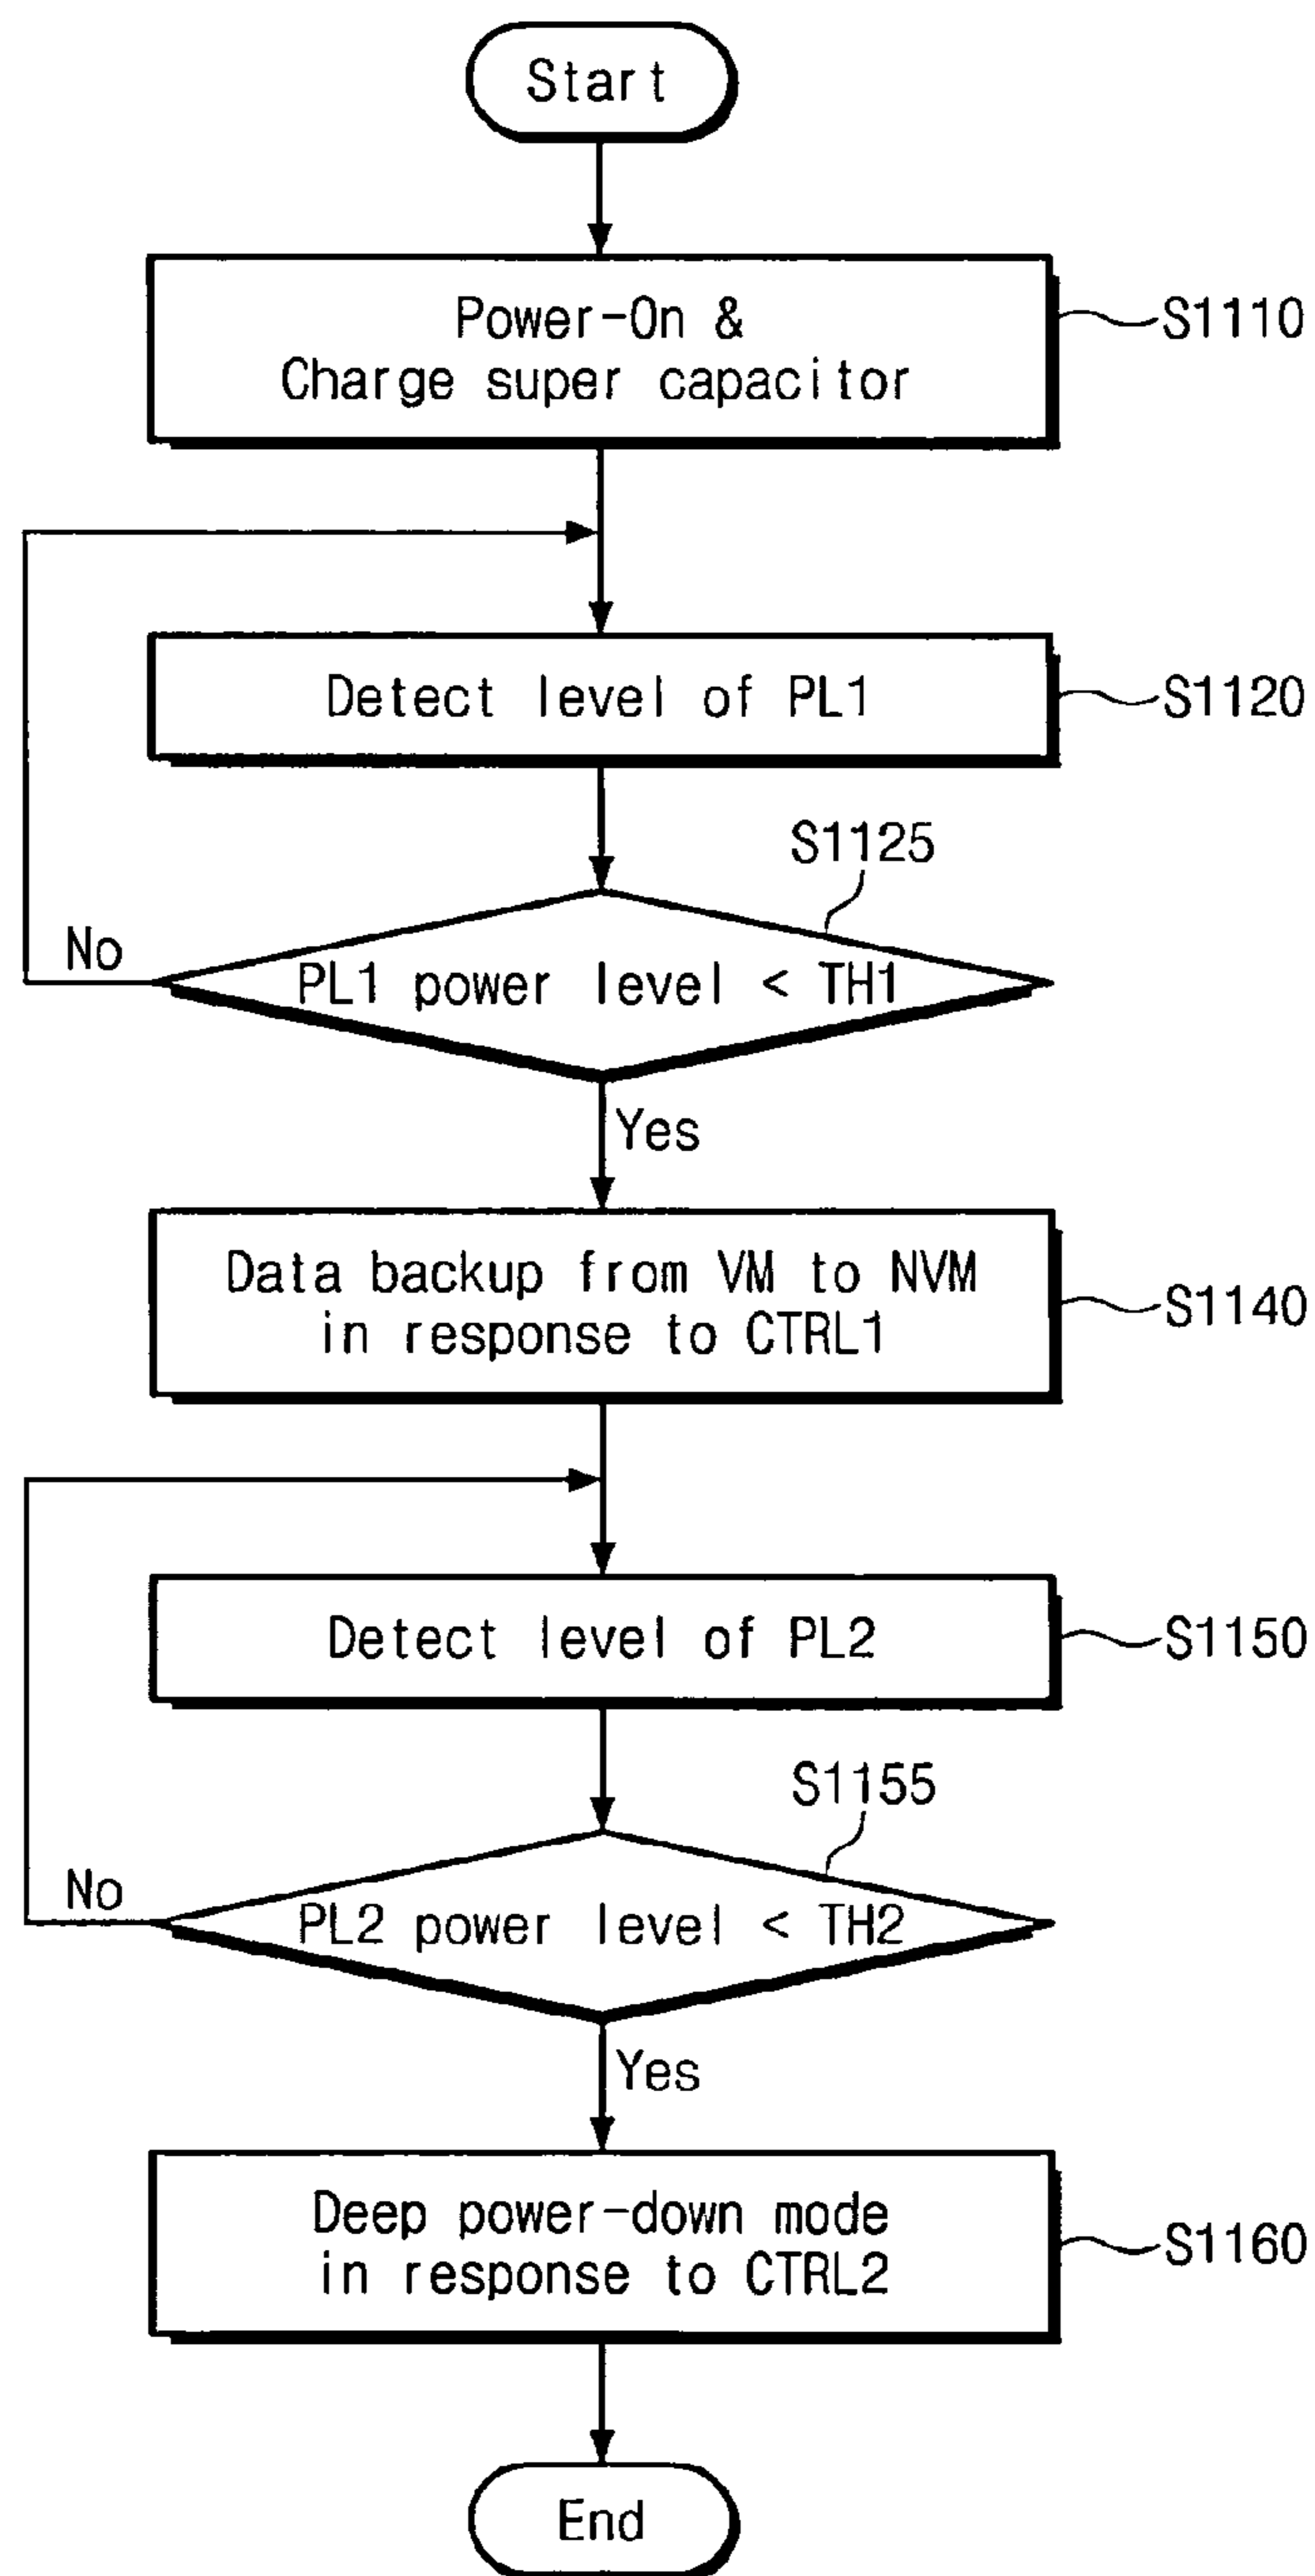 Start
Power-On &
Charge super capacitor
S1110
Detect level of PL1
S1120
S1125
No
PL1 power level < TH1
Yes
Data backup from VM to NVM
in response to CTRL1
S1140
Detect level of PL2
S1150
S1155
No
PL2 power level < TH2
Yes
Deep power-down mode
in response to CTRL2
S1160
End